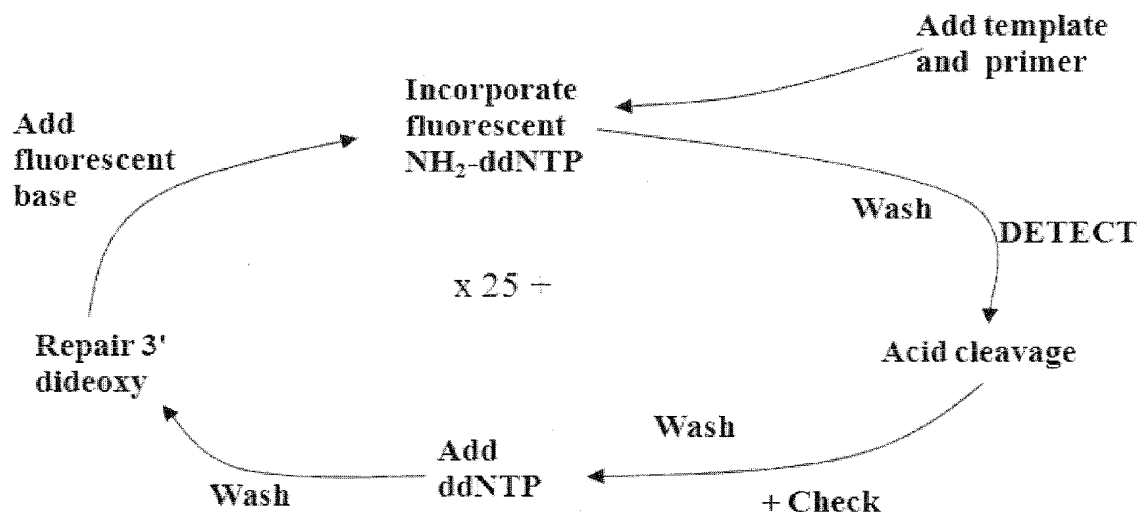 Add template
and primer
Incorporate
fluorescent
NH₂-ddNTP
Add
fluorescent
base
Wash
DETECT
x 25 +
Repair 3'
dideoxy
Acid cleavage
Wash
Add
ddNTP
Wash
+ Check